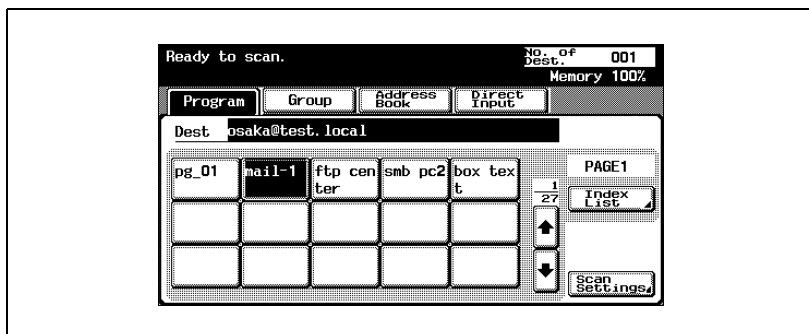 Ready to scan.
No. of
Dest.
001
Memory 100%
Program
Group
Address
Book
Direct
Input
Dest osaka@test.local
pg_01
mail-1
ftp cen
ter
smb pc2
box tex
t
1
27
PAGE1
Index
List
Scan
Settings